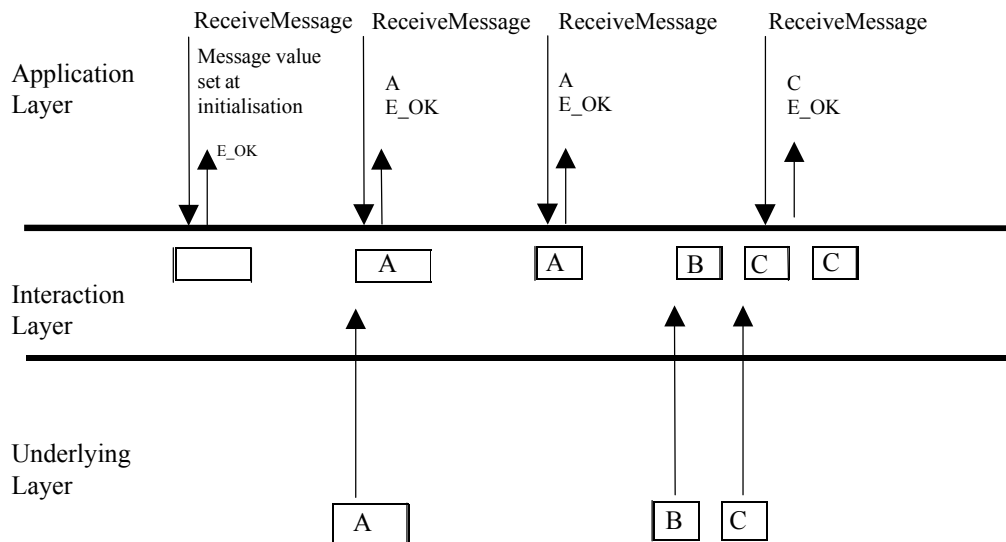 ReceiveMessage ReceiveMessage ReceiveMessage ReceiveMessage
Application
Layer
Message value
set at
initialisation
E_OK
A
E_OK
A
E_OK
C
E_OK
A A B C C
Interaction
Layer
Underlying
Layer
A B C